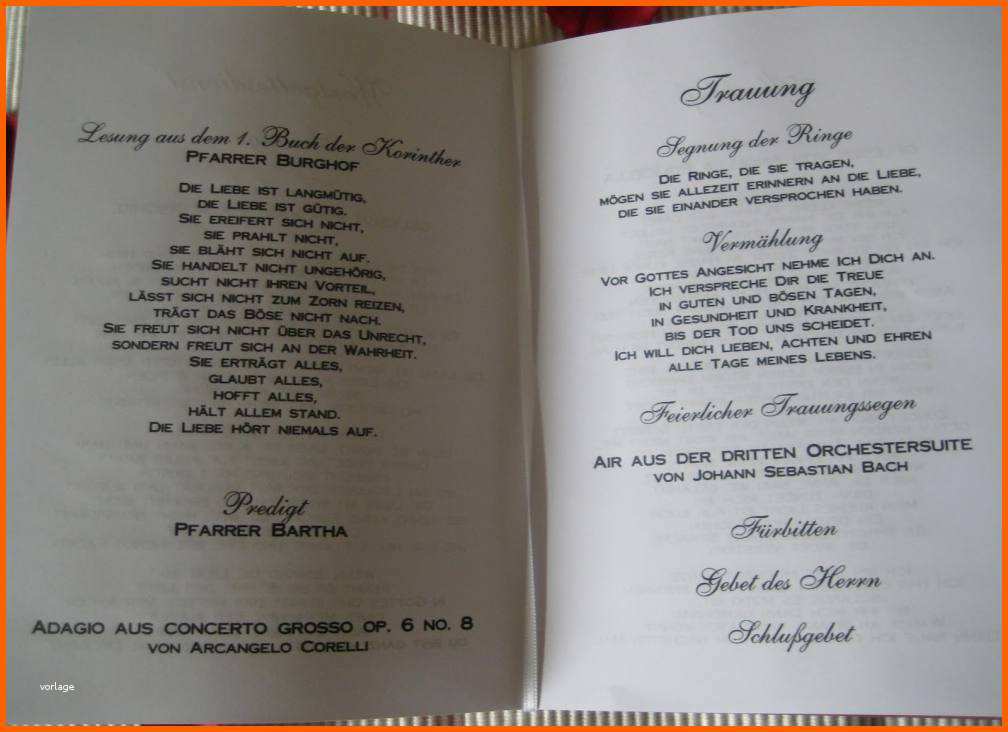 Lesung aus dem 1. Buch der Korinther
Pfarrer Burghof
Die Liebe ist langmütig,
die Liebe ist gütig.
Sie ereifert sich nicht,
sie prahlt nicht,
sie bläht sich nicht auf.
Sie handelt nicht ungehörig,
sucht nicht ihren Vorteil,
lässt sich nicht zum Zorn reizen,
trägt das Böse nicht nach.
Sie freut sich nicht über das Unrecht,
sondern freut sich an der Wahrheit.
Sie erträgt alles,
glaubt alles,
hofft alles,
hält allem stand.
Die Liebe hört niemals auf.
Predigt
Pfarrer Bartha
Adagio aus concerto grosso op. 6 no. 8
von Arcangelo Corelli
vorlage
Trauung
Segnung der Ringe
Die Ringe, die sie tragen,
mögen sie allezeit erinnern an die Liebe,
die sie einander versprochen haben.
Vermählung
Vor Gottes Angesicht nehme Ich Dich an.
Ich verspreche Dir die Treue
in guten und bösen Tagen,
in Gesundheit und Krankheit,
bis der Tod uns scheidet.
Ich will Dich lieben, achten und ehren
alle Tage meines Lebens.
Feierlicher Trauungssegen
Air aus der dritten Orchestersuite
von Johann Sebastian Bach
Fürbitten
Gebet des Herrn
Schlußgebet